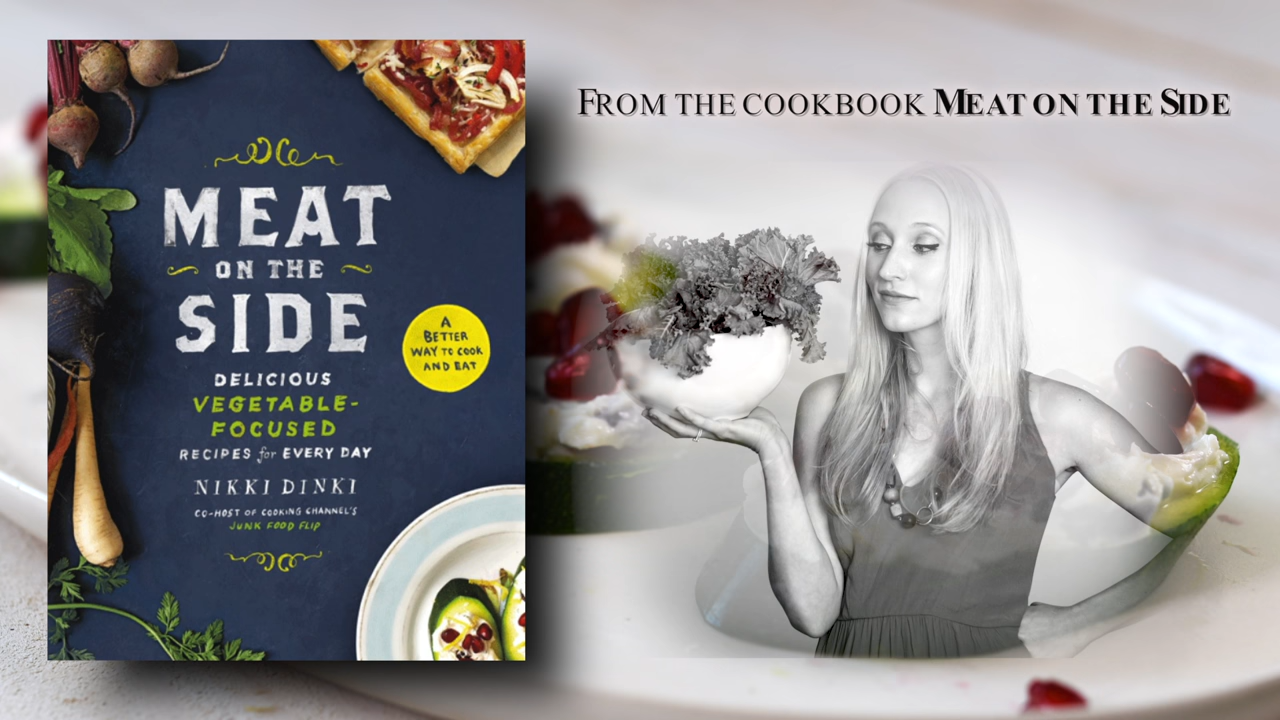 MEAT
ON THE
SIDE
A
BETTER
WAY TO COOK
AND EAT
DELICIOUS
VEGETABLE-
FOCUSED
RECIPES for EVERY DAY
NIKKI DINKI
CO-HOST OF COOKING CHANNEL'S
JUNK FOOD FLIP
FROM THE COOKBOOK MEAT ON THE SIDE